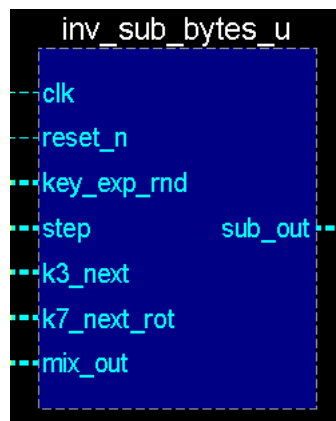 inv_sub_bytes_u
clk
reset_n
key_exp_rnd
step sub_out
k3_next
k7_next_rot
mix_out